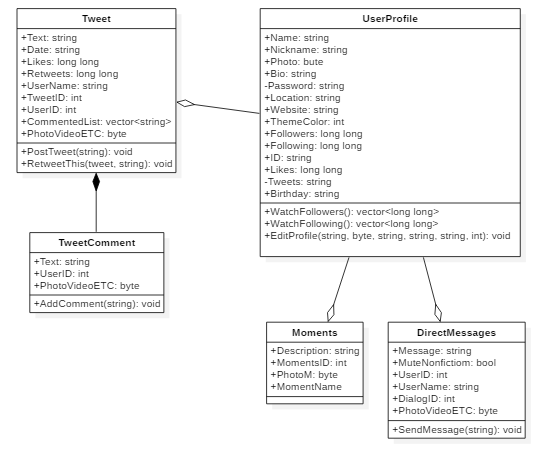 Tweet
+Text: string
+Date: string
+Likes: long long
+Retweets: long long
+UserName: string
+TweetID: int
+UserID: int
+CommentedList: vector<string>
+PhotoVideoETC: byte
+PostTweet(string): void
+RetweetThis(tweet, string): void
UserProfile
+Name: string
+Nickname: string
+Photo: bute
+Bio: string
-Password: string
+Location: string
+Website: string
+ThemeColor: int
+Followers: long long
+Following: long long
+ID: string
+Likes: long long
-Tweets: string
+Birthday: string
+WatchFollowers(): vector<long long>
+WatchFollowing(): vector<long long>
+EditProfile(string, byte, string, string, string, int): void
TweetComment
+Text: string
+UserID: int
+PhotoVideoETC: byte
+AddComment(string): void
Moments
+Description: string
+MomentsID: int
+PhotoM: byte
+MomentName
DirectMessages
+Message: string
+MuteNonfictiom: bool
+UserID: int
+UserName: string
+DialogID: int
+PhotoVideoETC: byte
+SendMessage(string): void